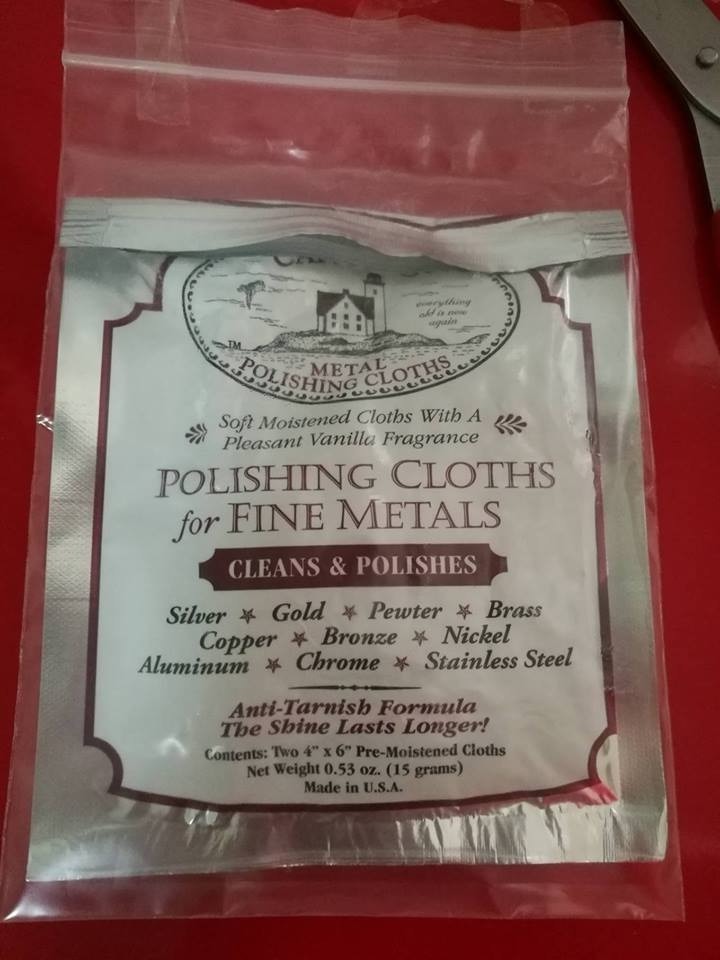 everything
old is new
again
TM
METAL
POLISHING CLOTHS
Soft Moistened Cloths With A
Pleasant Vanilla Fragrance
POLISHING CLOTHS
for FINE METALS
CLEANS & POLISHES
Silver ★ Gold ★ Pewter ★ Brass
Copper ★ Bronze ★ Nickel
Aluminum ★ Chrome ★ Stainless Steel
Anti-Tarnish Formula
The Shine Lasts Longer!
Contents: Two 4" x 6" Pre-Moistened Cloths
Net Weight 0.53 oz. (15 grams)
Made in U.S.A.